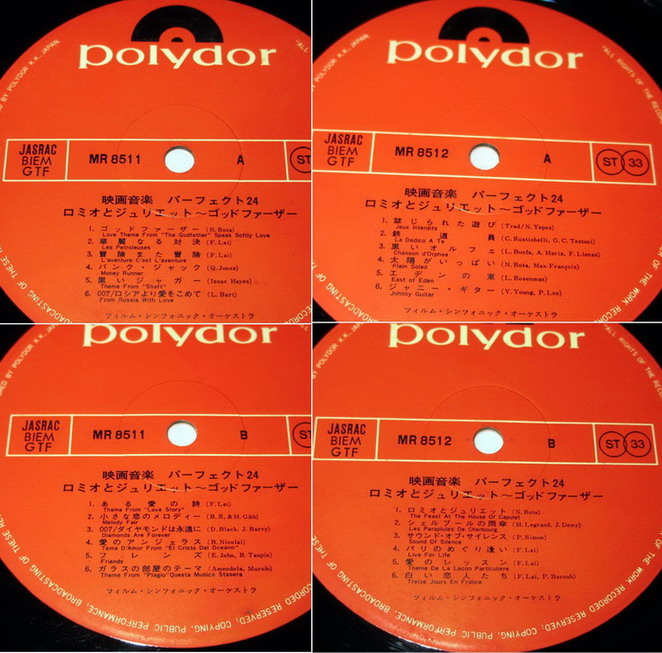 polydor
JASRAC
BIEM
GTF
MR 8511
A
ST
映画音楽 パーフェクト24
ロミオとジュリエット〜ゴッドファーザー
1. ゴッドファーザー (N. Rota)
Love Theme From "The Godfather" Speak Softly Love
2. 華麗なる対決 (F. Lai)
Les Petroleuses
3. 冒険また冒険 (F. Lai)
L'aventure C'est L'aventure
4. バンク・ジャック (Q. Jones)
Money Runner
5. 黒いジャガー (Isaac Hayes)
Theme From "Shaft"
6. 007/ロシアより愛をこめて (L. Bart)
From Russia With Love
フィルム・シンフォニック・オーケストラ
polydor
JASRAC
BIEM
GTF
MR 8512
A
ST 33
映画音楽 パーフェクト24
ロミオとジュリエット〜ゴッドファーザー
1. 禁じられた遊び (Trad/N. Yepes)
Jeux Interdits
2. 鉄道員 (C. Rustichelli, G.C. Testoni)
La Dedico A Te
3. 黒いオルフェ (L. Bonfa, A. Maria, F. Llenas)
Chanson D'orphee
4. 太陽がいっぱい (N. Rota, Max-François)
Plein Soleil
5. エデンの東 (L. Rosenman)
East of Eden
6. ジャニー・ギター (V. Young, P. Lee)
Johnny Guitar
フィルム・シンフォニック・オーケストラ
polydor
JASRAC
BIEM
GTF
MR 8511
B
ST
映画音楽 パーフェクト24
ロミオとジュリエット〜ゴッドファーザー
1. ある愛の詩 (F. Lai)
Theme From "Love Story"
2. 小さな恋のメロディー (B.R. & M. Gibb)
Melody Fair
3. 007/ダイヤモンドは永遠に (D. Black, J. Barry)
Diamonds Are Forever
4. 愛のアンジェラス (B. Nicolai)
Tama D'Amor From "El Cristo Del Oceano"
5. フレンズ (E. John, B. Taupin)
Friends
6. ガラスの部屋のテーマ (Amendola, Murolo)
Theme From "Plagio" Questa Musics Stasera
フィルム・シンフォニック・オーケストラ
RESERVED, PUBLIC PERFORMANCE, BROADCASTING OF THESE
polydor
JASRAC
BIEM
GTF
MR 8512
B
ST 33
映画音楽 パーフェクト24
ロミオとジュリエット〜ゴッドファーザー
1. ロミオとジュリエット (N. Rota)
The Feast At The House Of Capulet
2. シェルブールの雨傘 (M. Legrand, J. Demy)
Les Parapluies De Cherbourg
3. サウンド・オブ・サイレンス (P. Simon)
Sound Of Silence
4. パリのめぐり逢い (F. Lai)
Live For Life
5. 愛のレッスン (F. Lai)
Theme De La Lacon Particulare
6. 白い恋人たち (F. Lai, P. Barouh)
Treize Jours En France
フィルム・シンフォニック・オーケストラ